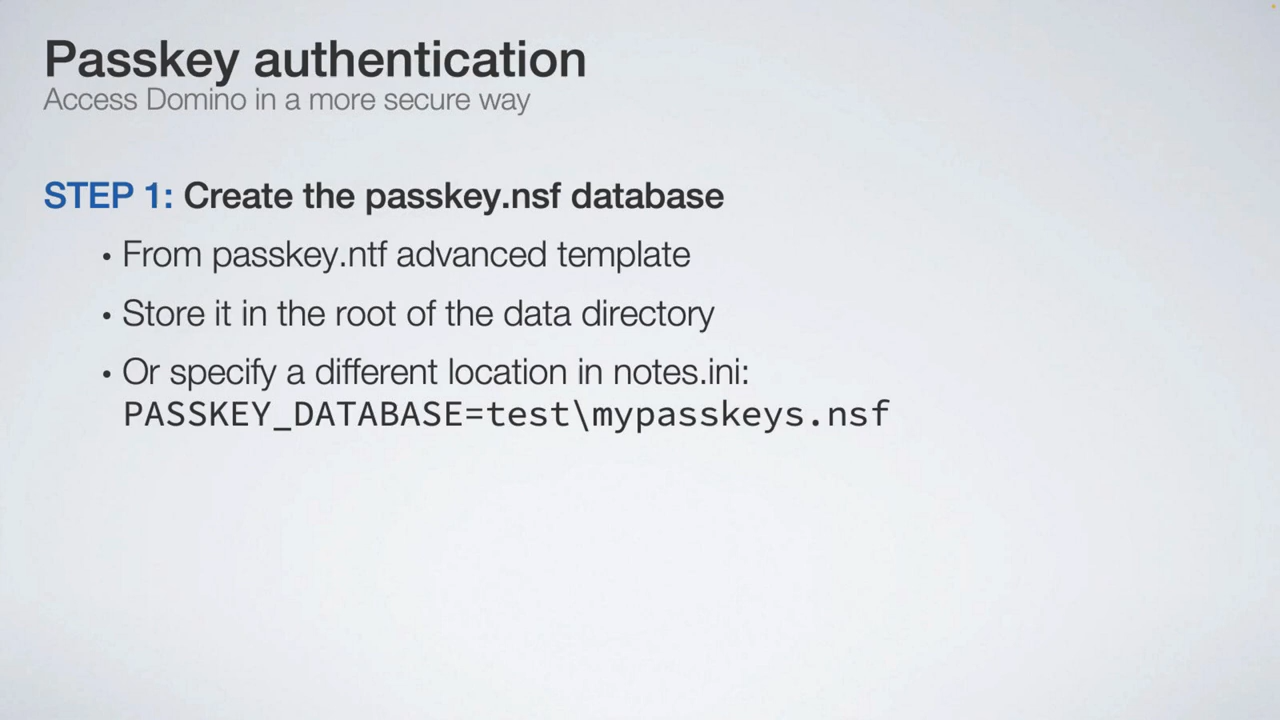 Passkey authentication
Access Domino in a more secure way
STEP 1: Create the passkey.nsf database
• From passkey.ntf advanced template
• Store it in the root of the data directory
• Or specify a different location in notes.ini:
PASSKEY_DATABASE=test\mypasskeys.nsf